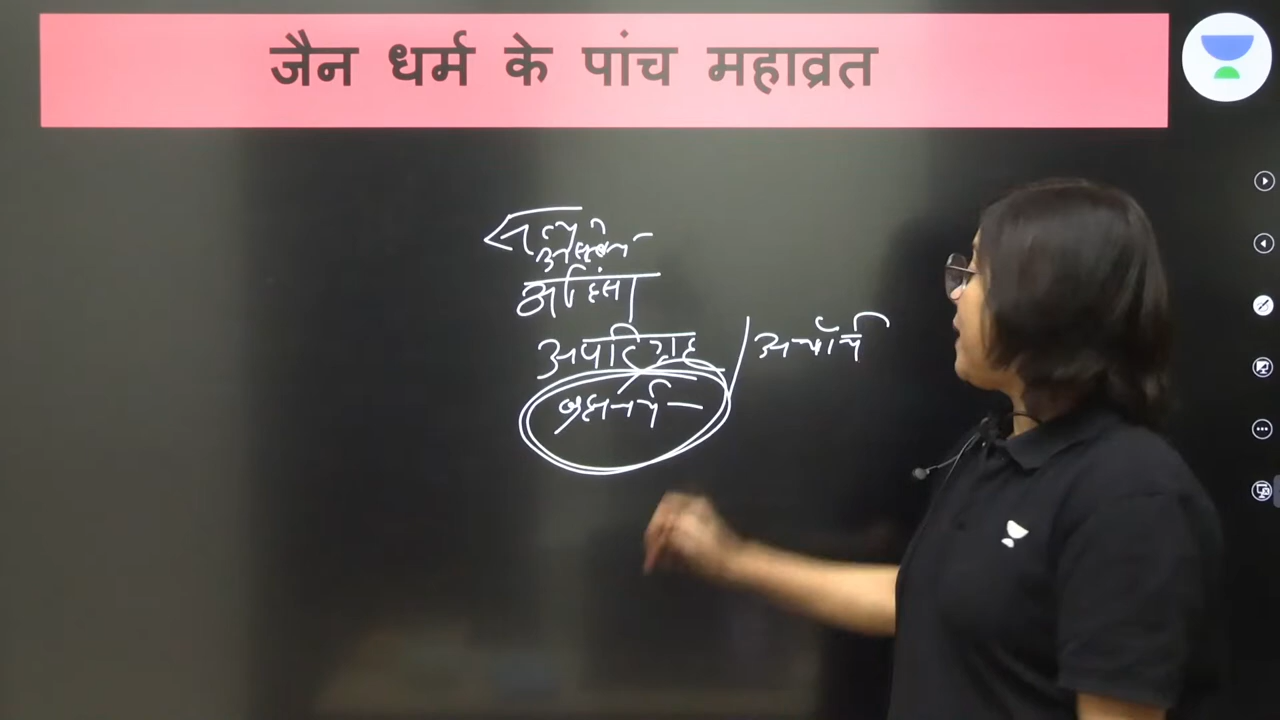 जैन धर्म के पांच महाव्रत
सत्य
अस्तेय
अहिंसा
अपरिग्रह / अचौर्य
ब्रह्मचर्य –